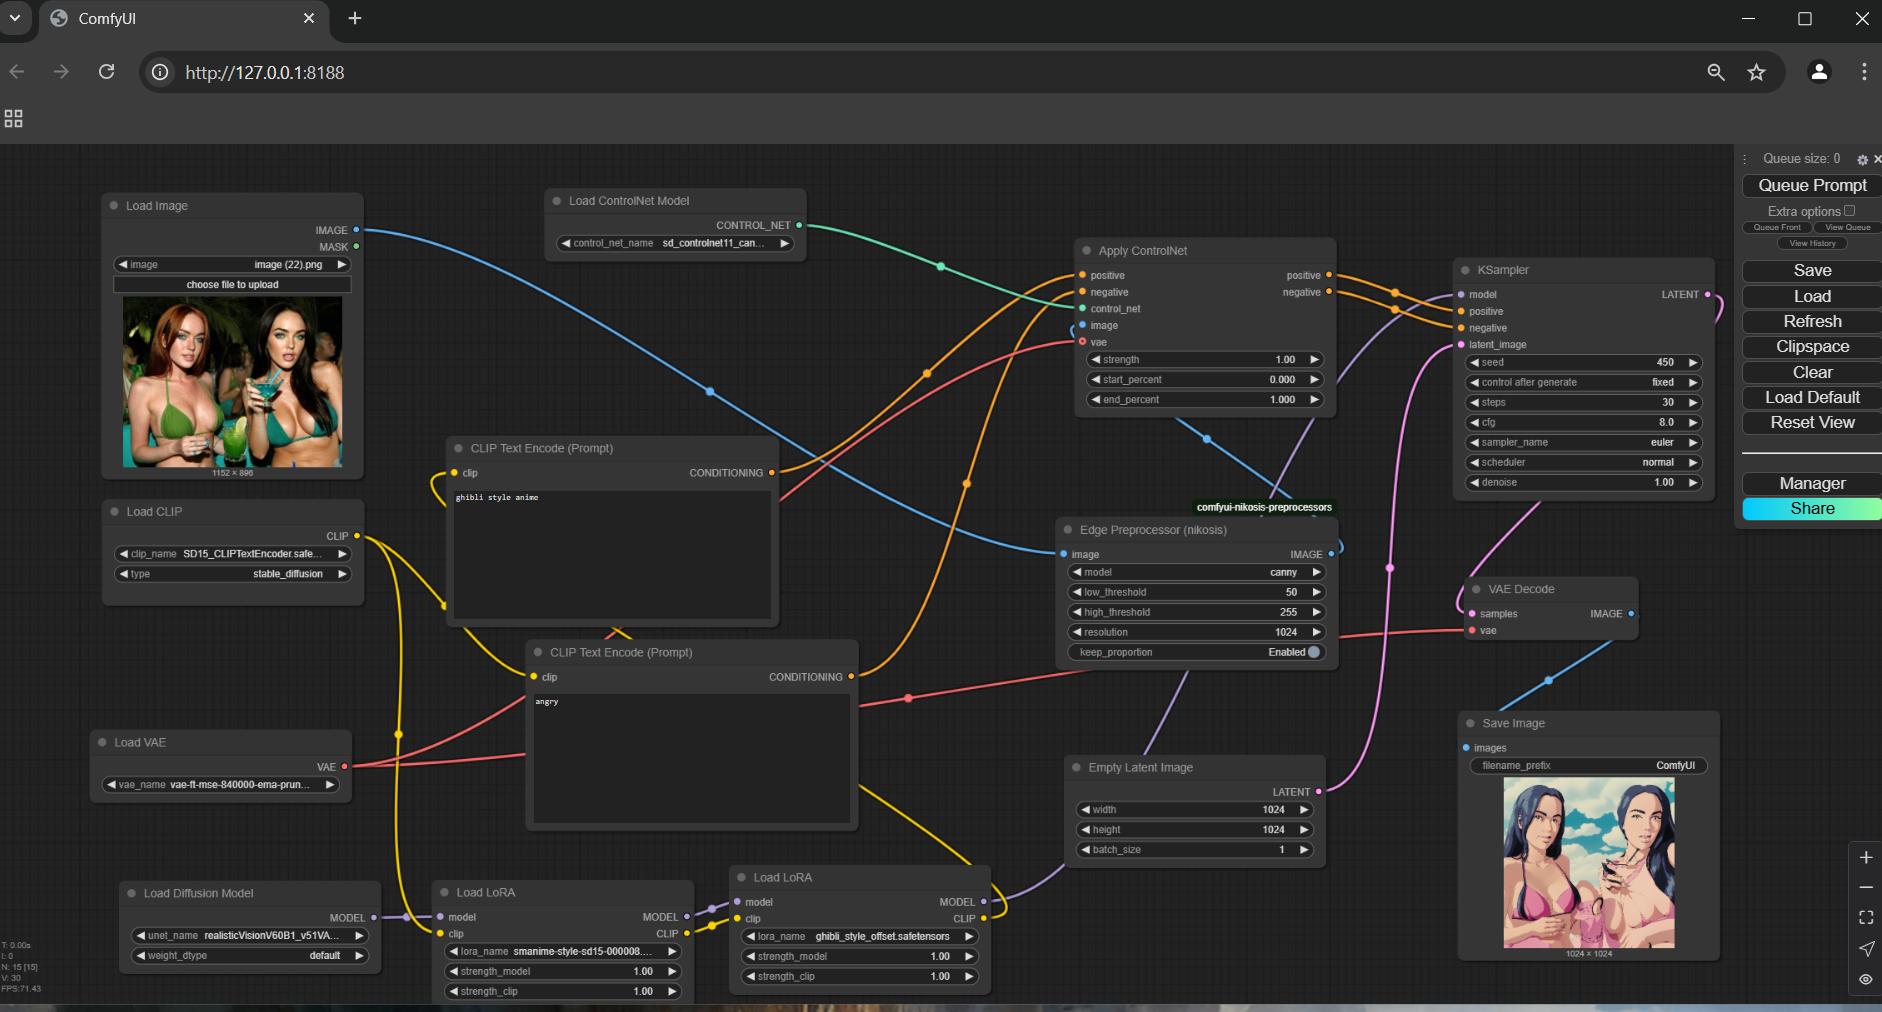 ComfyUI
http://127.0.0.1:8188
Load Image
IMAGE
MASK
image image (22).png
choose file to upload
1152 × 896
Load CLIP
CLIP
clip_name SD15_CLIPTextEncoder.safe...
type stable_diffusion
Load VAE
VAE
vae_name vae-ft-mse-840000-ema-prun...
Load Diffusion Model
MODEL
unet_name realisticVisionV60B1_v51VA...
weight_dtype default
T: 0.00s
I: 0
N: 15 [15]
V: 30
FPS:71.43
Load ControlNet Model
CONTROL_NET
control_net_name sd_controlnet11_can...
CLIP Text Encode (Prompt)
clip CONDITIONING
ghibli style anime
CLIP Text Encode (Prompt)
clip CONDITIONING
angry
Load LoRA
model MODEL
clip CLIP
lora_name smanime-style-sd15-000008....
strength_model 1.00
strength_clip 1.00
Load LoRA
model MODEL
clip CLIP
lora_name ghibli_style_offset.safetensors
strength_model 1.00
strength_clip 1.00
Apply ControlNet
positive positive
negative negative
control_net
image
vae
strength 1.00
start_percent 0.000
end_percent 1.000
comfyui-nikosis-preprocessors
Edge Preprocessor (nikosis)
image IMAGE
model canny
low_threshold 50
high_threshold 255
resolution 1024
keep_proportion Enabled
Empty Latent Image
LATENT
width 1024
height 1024
batch_size 1
KSampler
model LATENT
positive
negative
latent_image
seed 450
control after generate fixed
steps 30
cfg 8.0
sampler_name euler
scheduler normal
denoise 1.00
VAE Decode
samples IMAGE
vae
Save Image
images
filename_prefix ComfyUI
1024 × 1024
Queue size: 0
Queue Prompt
Extra options
Queue Front View Queue
View History
Save
Load
Refresh
Clipspace
Clear
Load Default
Reset View
Manager
Share